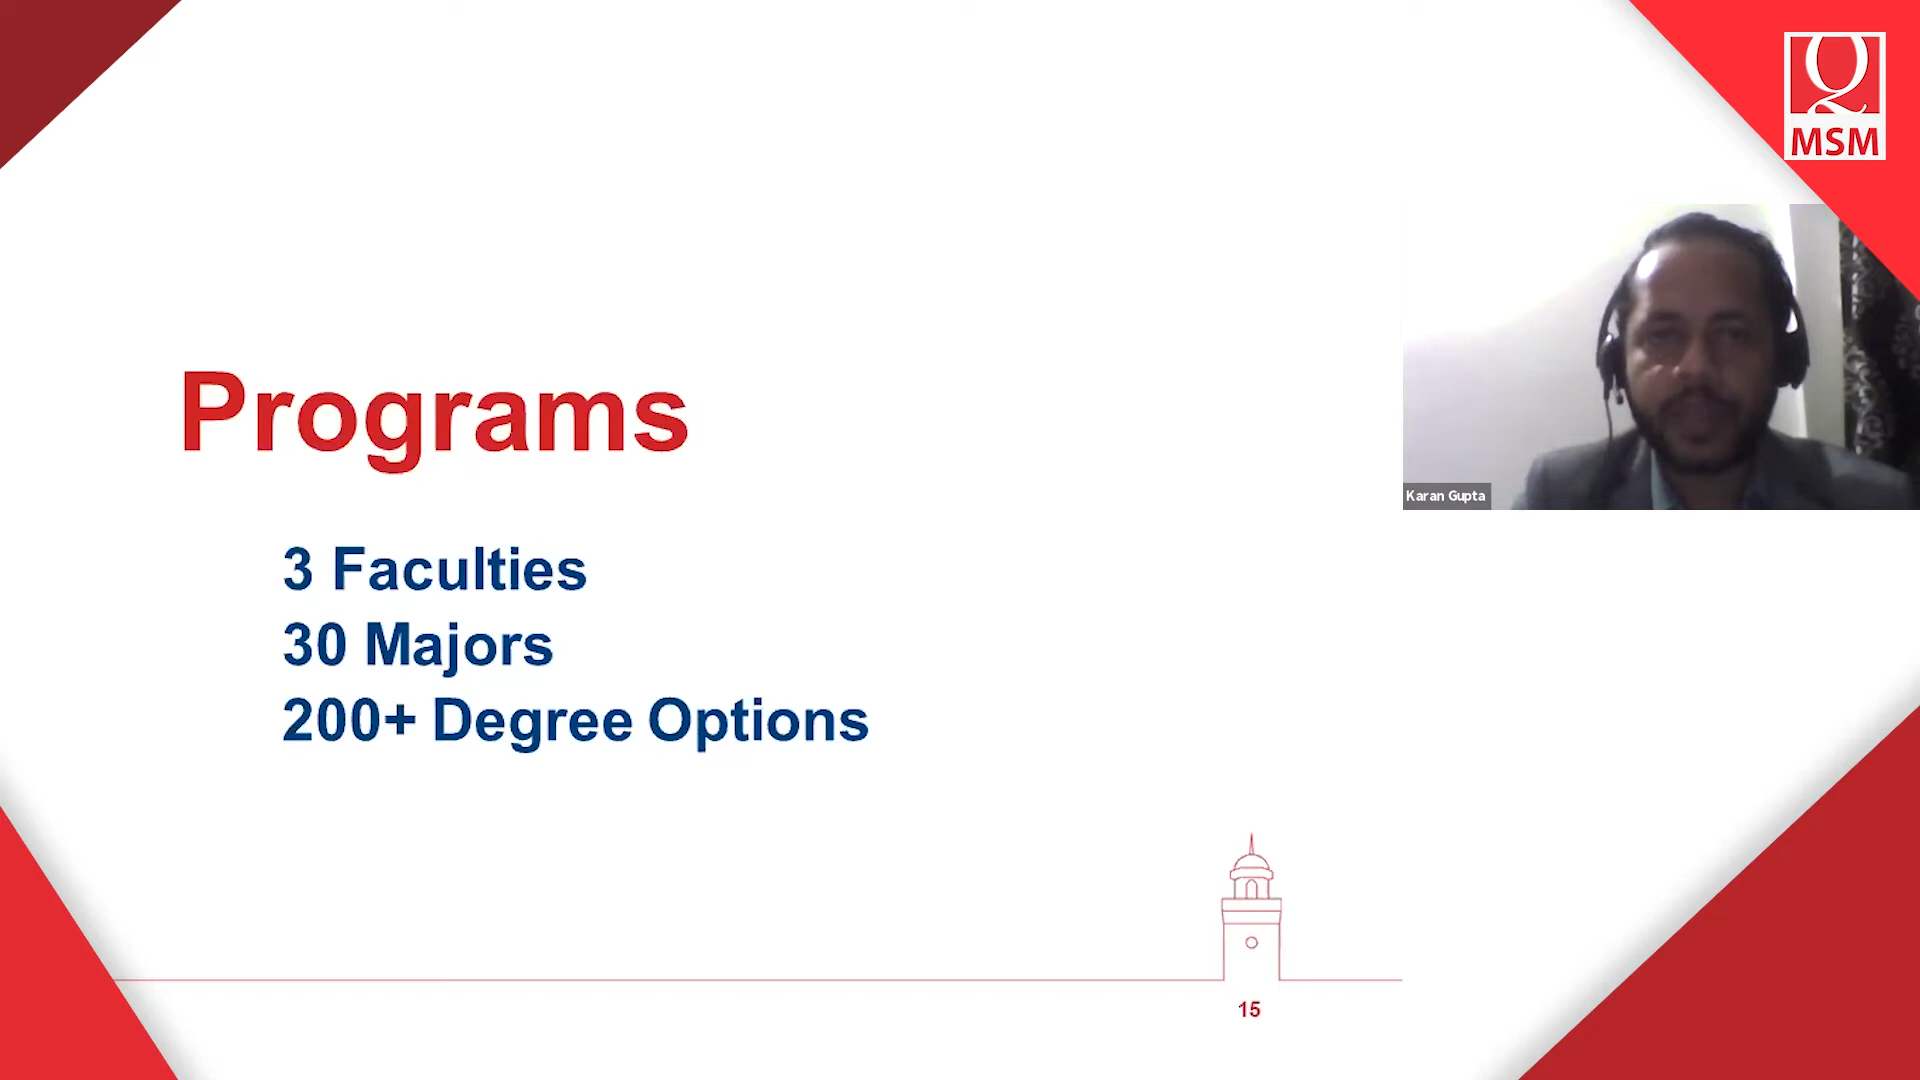 Q
MSM
Karan Gupta
Programs
3 Faculties
30 Majors
200+ Degree Options
15